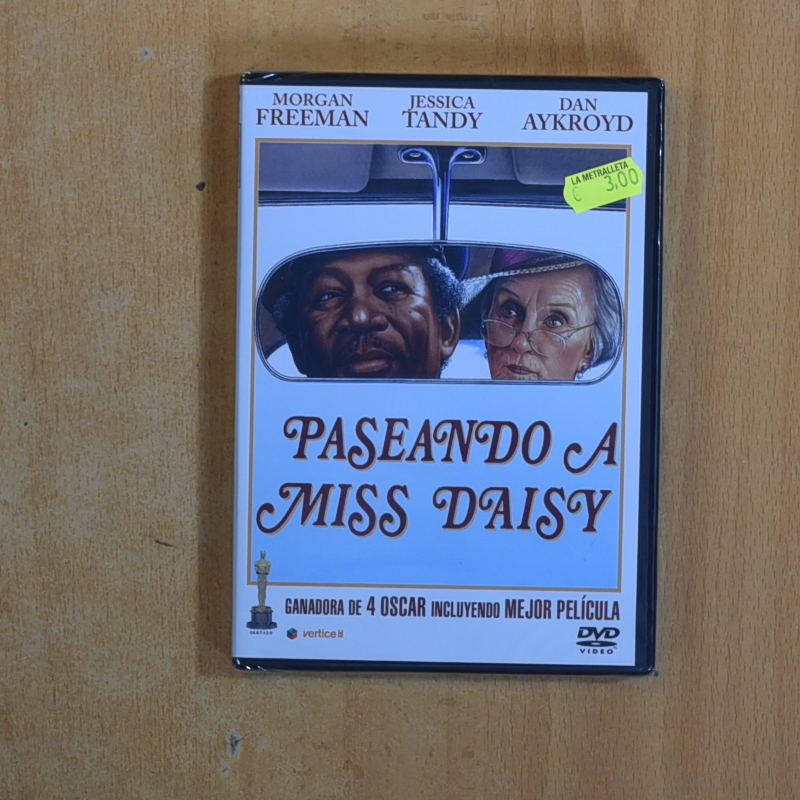 MORGAN
FREEMAN
JESSICA
TANDY
DAN
AYKROYD
LA METRALLETA
€ 3,00
PASEANDO A
MISS DAISY
GANADORA DE 4 OSCAR INCLUYENDO MEJOR PELÍCULA
vertice
DVD
VIDEO